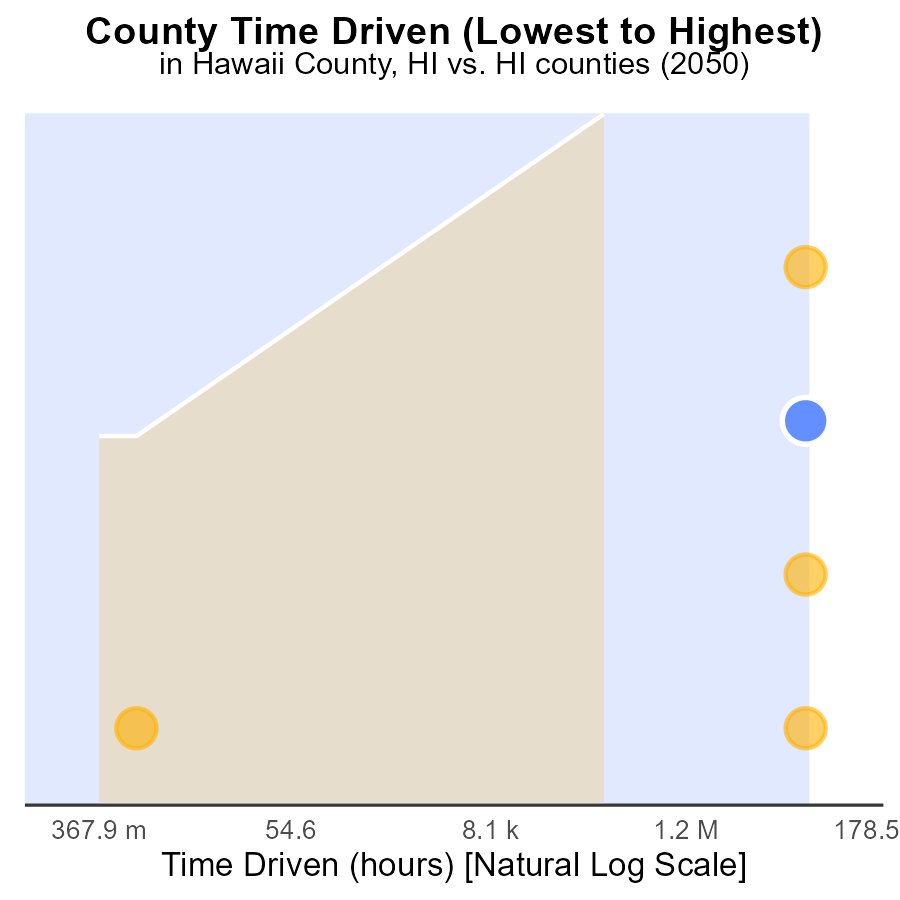 County Time Driven (Lowest to Highest)
in Hawaii County, HI vs. HI counties (2050)
367.9 m 54.6 8.1 k 1.2 M 178.5
Time Driven (hours) [Natural Log Scale]